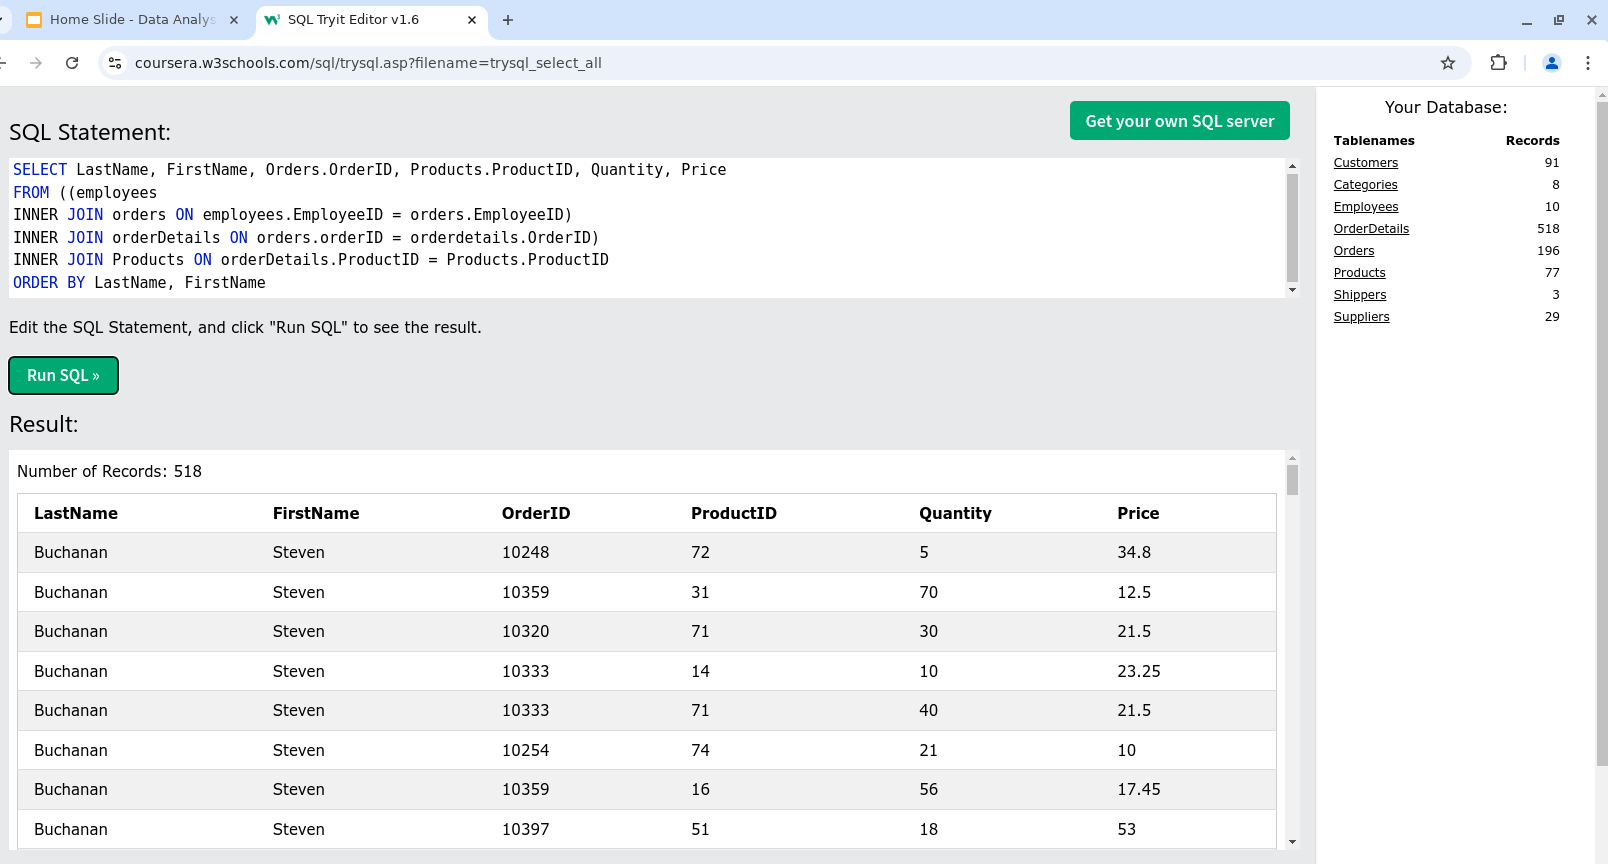 Home Slide - Data Analys
SQL Tryit Editor v1.6
coursera.w3schools.com/sql/trysql.asp?filename=trysql_select_all
SQL Statement:
Get your own SQL server
SELECT LastName, FirstName, Orders.OrderID, Products.ProductID, Quantity, Price
FROM ((employees
INNER JOIN orders ON employees.EmployeeID = orders.EmployeeID)
INNER JOIN orderDetails ON orders.orderID = orderdetails.OrderID)
INNER JOIN Products ON orderDetails.ProductID = Products.ProductID
ORDER BY LastName, FirstName
Edit the SQL Statement, and click "Run SQL" to see the result.
Run SQL »
Result:
Number of Records: 518
LastName FirstName OrderID ProductID Quantity Price
Buchanan Steven 10248 72 5 34.8
Buchanan Steven 10359 31 70 12.5
Buchanan Steven 10320 71 30 21.5
Buchanan Steven 10333 14 10 23.25
Buchanan Steven 10333 71 40 21.5
Buchanan Steven 10254 74 21 10
Buchanan Steven 10359 16 56 17.45
Buchanan Steven 10397 51 18 53
Your Database:
Tablenames Records
Customers 91
Categories 8
Employees 10
OrderDetails 518
Orders 196
Products 77
Shippers 3
Suppliers 29